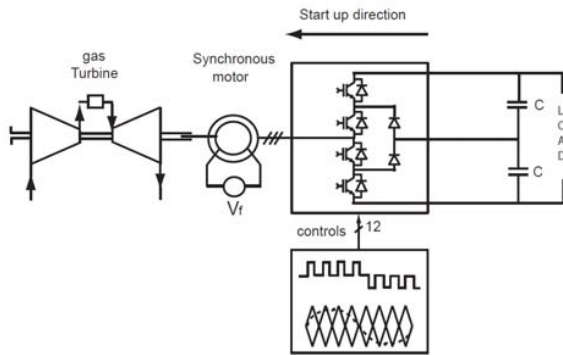 Start up direction
gas
Turbine
Synchronous
motor
C
L
O
A
D
C
Vf
controls
12